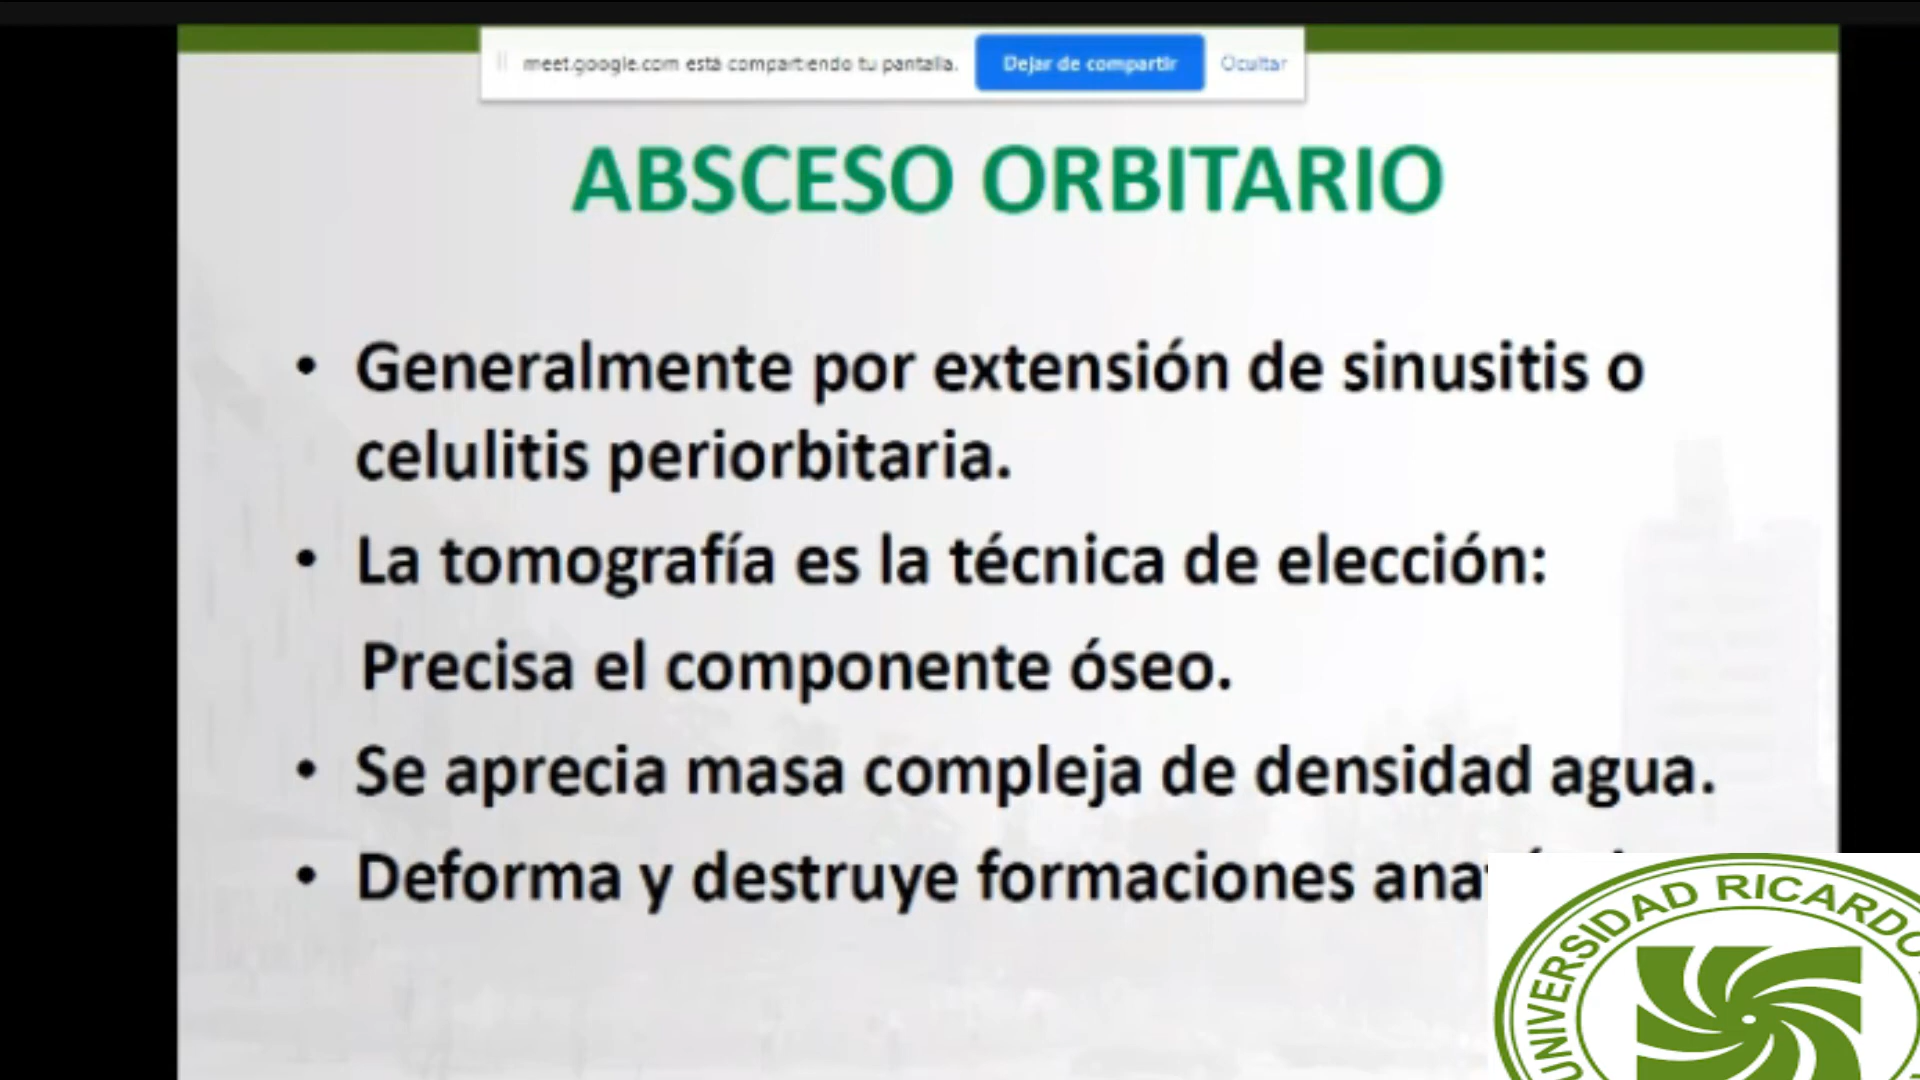 meet.google.com está compartiendo tu pantalla. Dejar de compartir Ocultar
ABSCESO ORBITARIO
• Generalmente por extensión de sinusitis o
celulitis periorbitaria.
• La tomografía es la técnica de elección:
Precisa el componente óseo.
• Se aprecia masa compleja de densidad agua.
• Deforma y destruye formaciones
UNIVERSIDAD RICARDO